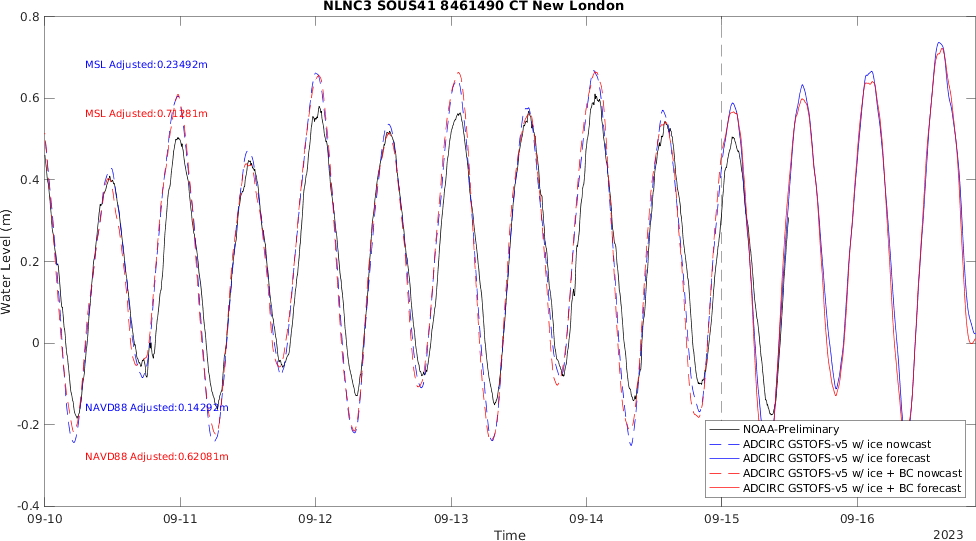 NLNC3 SOUS41 8461490 CT New London
0.8
0.6
0.4
0.2
0
-0.2
-0.4
Water Level (m)
MSL Adjusted:0.23492m
MSL Adjusted:0.71281m
NAVD88 Adjusted:0.14292m
NAVD88 Adjusted:0.62081m
NOAA-Preliminary
ADCIRC GSTOFS-v5 w/ ice nowcast
ADCIRC GSTOFS-v5 w/ ice forecast
ADCIRC GSTOFS-v5 w/ ice + BC nowcast
ADCIRC GSTOFS-v5 w/ ice + BC forecast
09-10 09-11 09-12 09-13 09-14 09-15 09-16
Time
2023